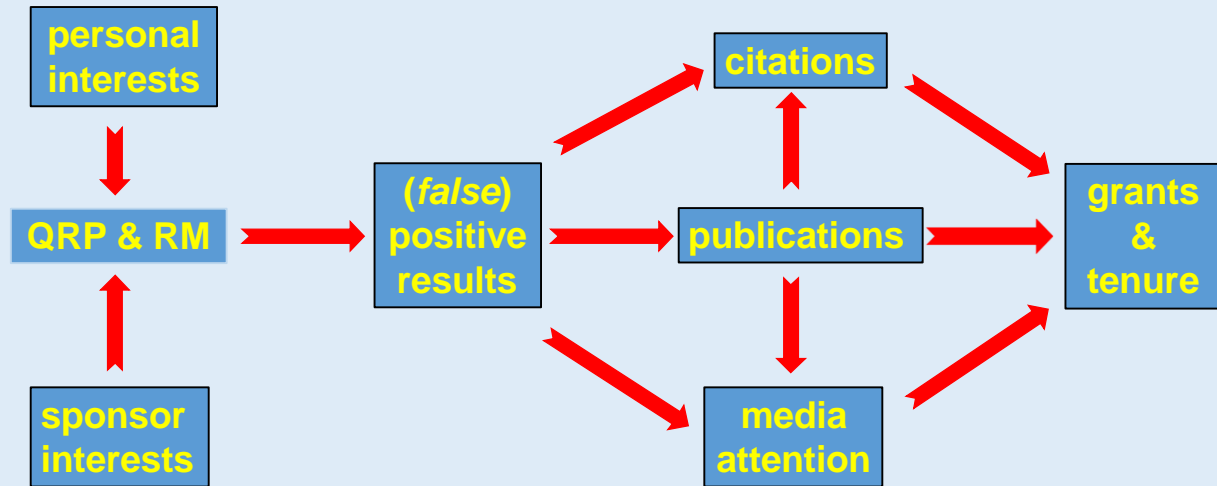 personal
interests
QRP & RM
sponsor
interests
(false)
positive
results
citations
publications
media
attention
grants
&
tenure